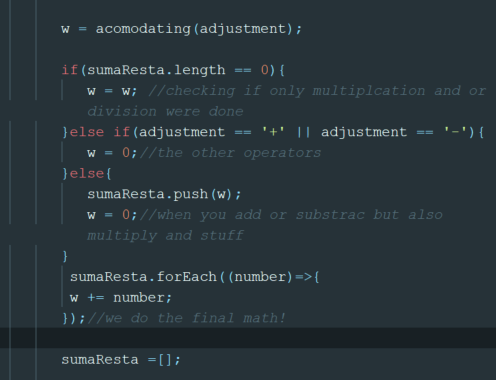 w = acomodating(adjustment);
if(sumaResta.length == 0){
w = w; //checking if only multiplcation and or
division were done
}else if(adjustment == '+' || adjustment == '-'){
w = 0;//the other operators
}else{
sumaResta.push(w);
w = 0;//when you add or substrac but also
multiply and stuff
}
sumaResta.forEach((number)=>{
w += number;
});//we do the final math!
sumaResta =[];